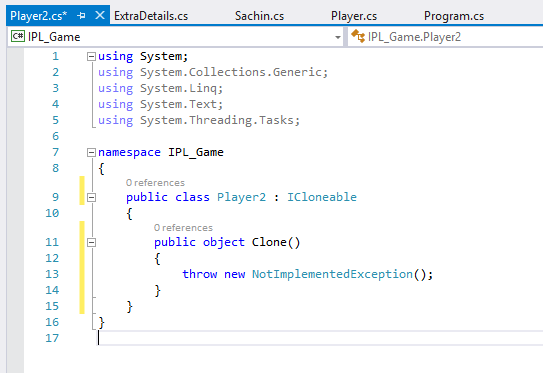 Player2.cs* ExtraDetails.cs Sachin.cs Player.cs Program.cs
C# IPL_Game IPL_Game.Player2
1 using System;
2 using System.Collections.Generic;
3 using System.Linq;
4 using System.Text;
5 using System.Threading.Tasks;
6
7 namespace IPL_Game
8 {
0 references
9 public class Player2 : ICloneable
10 {
0 references
11 public object Clone()
12 {
13 throw new NotImplementedException();
14 }
15 }
16 }
17